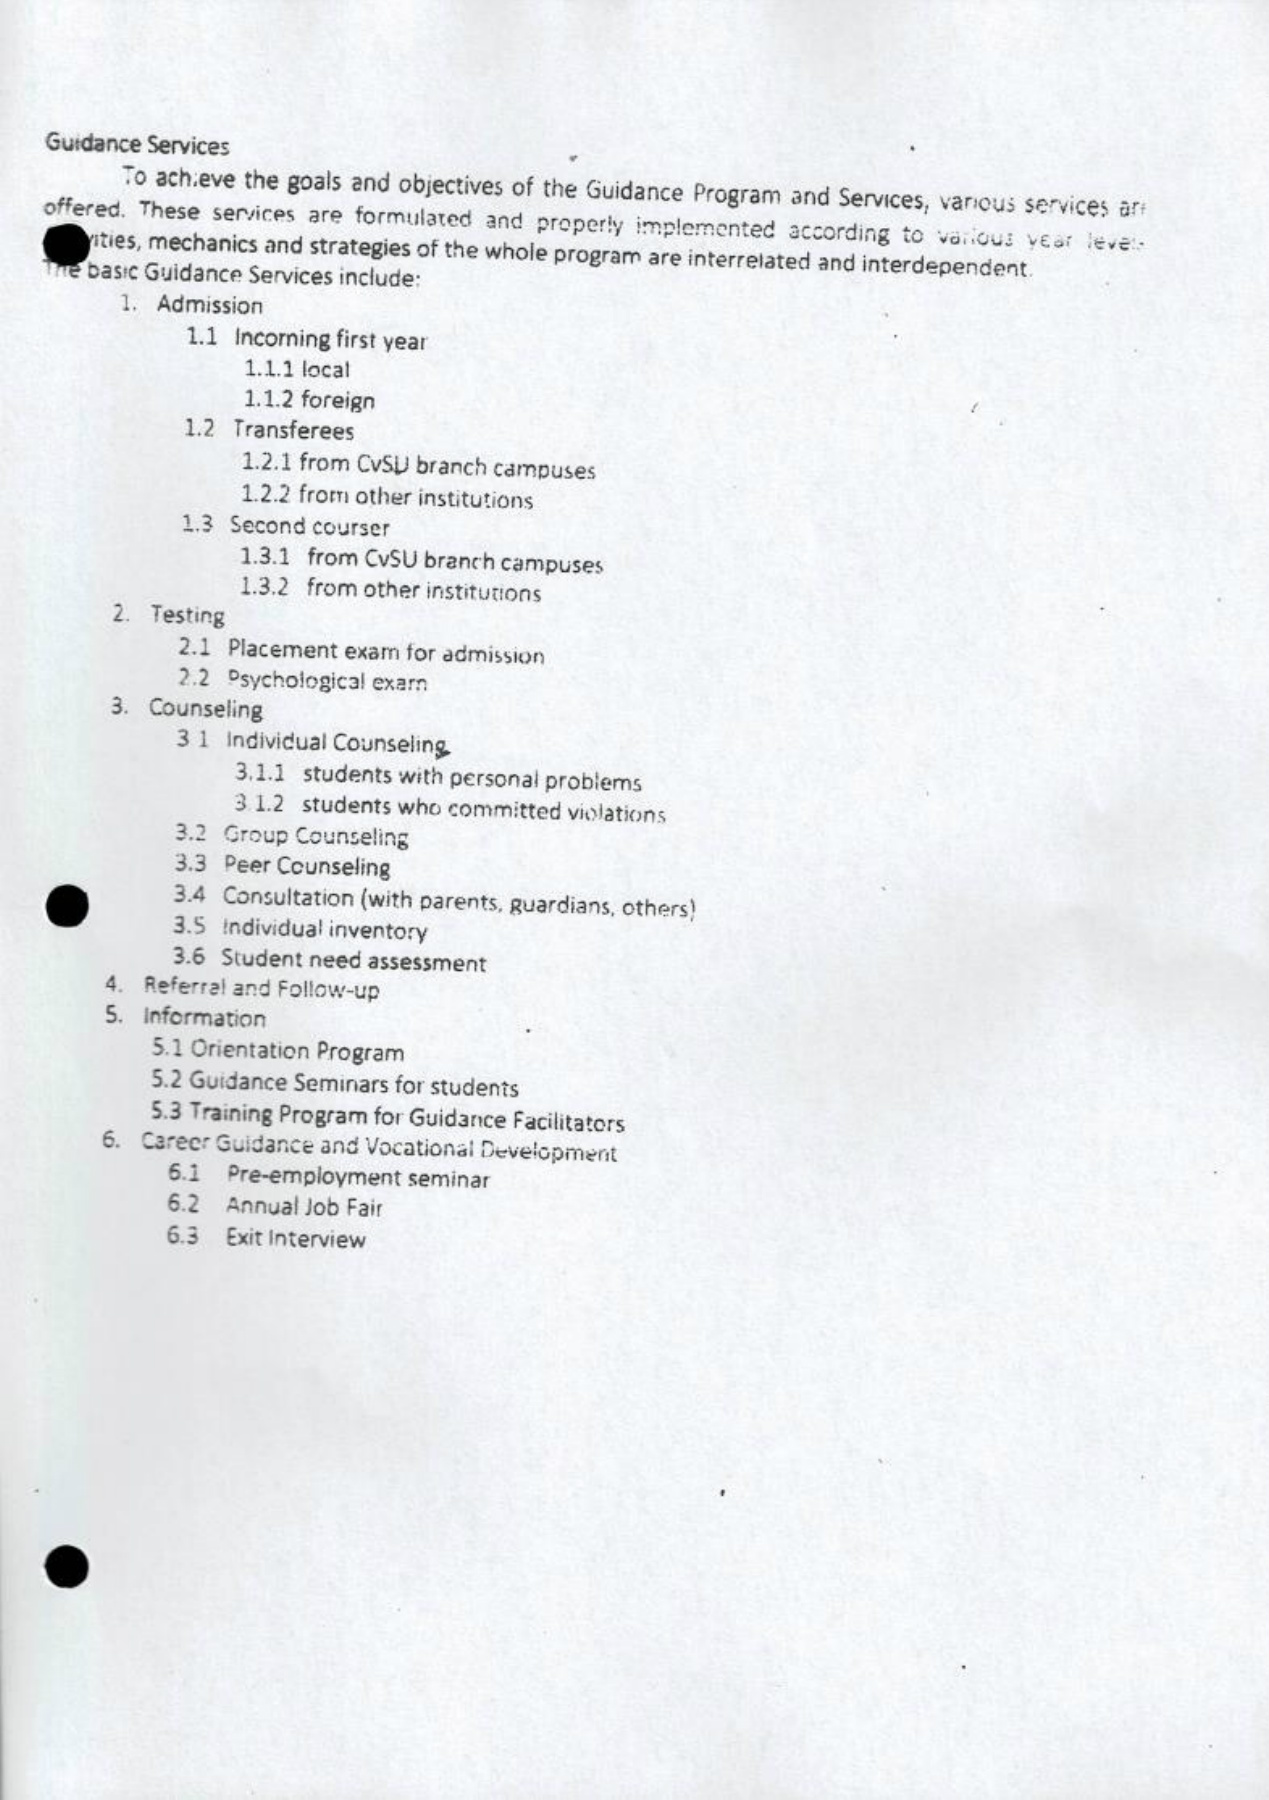 Guidance Services
To achieve the goals and objectives of the Guidance Program and Services, various services are
offered. These services are formulated and properly implemented according to various year levels.
mechanics and strategies of the whole program are interrelated and interdependent.
The basic Guidance Services include:
1. Admission
1.1 Incoming first year
1.1.1 local
1.1.2 foreign
1.2 Transferees
1.2.1 from CvSU branch campuses
1.2.2 from other institutions
1.3 Second courser
1.3.1 from CvSU branch campuses
1.3.2 from other institutions
2. Testing
2.1 Placement exam for admission
2.2 Psychological exam
3. Counseling
3.1 Individual Counseling
3.1.1 students with personal problems
3.1.2 students who committed violations
3.2 Group Counseling
3.3 Peer Counseling
3.4 Consultation (with parents, guardians, others)
3.5 Individual inventory
3.6 Student need assessment
4. Referral and Follow-up
5. Information
5.1 Orientation Program
5.2 Guidance Seminars for students
5.3 Training Program for Guidance Facilitators
6. Career Guidance and Vocational Development
6.1 Pre-employment seminar
6.2 Annual Job Fair
6.3 Exit Interview